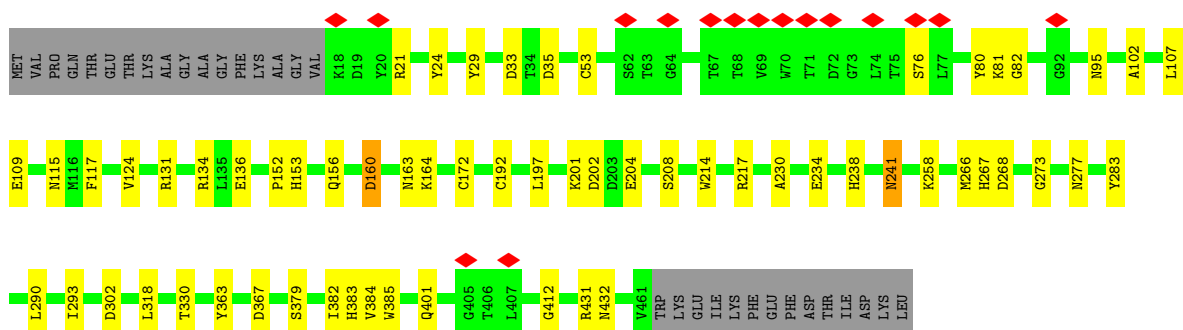 MET VAL PRO GLN THR GLU THR LYS ALA GLY ALA GLY PHE LYS ALA GLY VAL K18 D19 Y20 R21 Y24 Y29 D33 T34 D35 C53 S62 T63 G64 T67 T68 V69 W70 T71 D72 G73 L74 T75 S76 L77 Y80 K81 G82 G92 N95 A102 L107
E109 N115 M116 F117 V124 R131 R134 L135 E136 P152 H153 Q156 D160 N163 K164 C172 C192 L197 K201 D202 D203 E204 S208 W214 R217 A230 E234 H238 N241 K258 M266 H267 D268 G273 N277 Y283
L290 I293 D302 L318 T330 Y363 D367 S379 I382 H383 V384 W385 Q401 G405 T406 L407 G412 R431 N432 V461 TRP LYS GLU ILE LYS PHE GLU PHE ASP THR ILE ASP LYS LEU